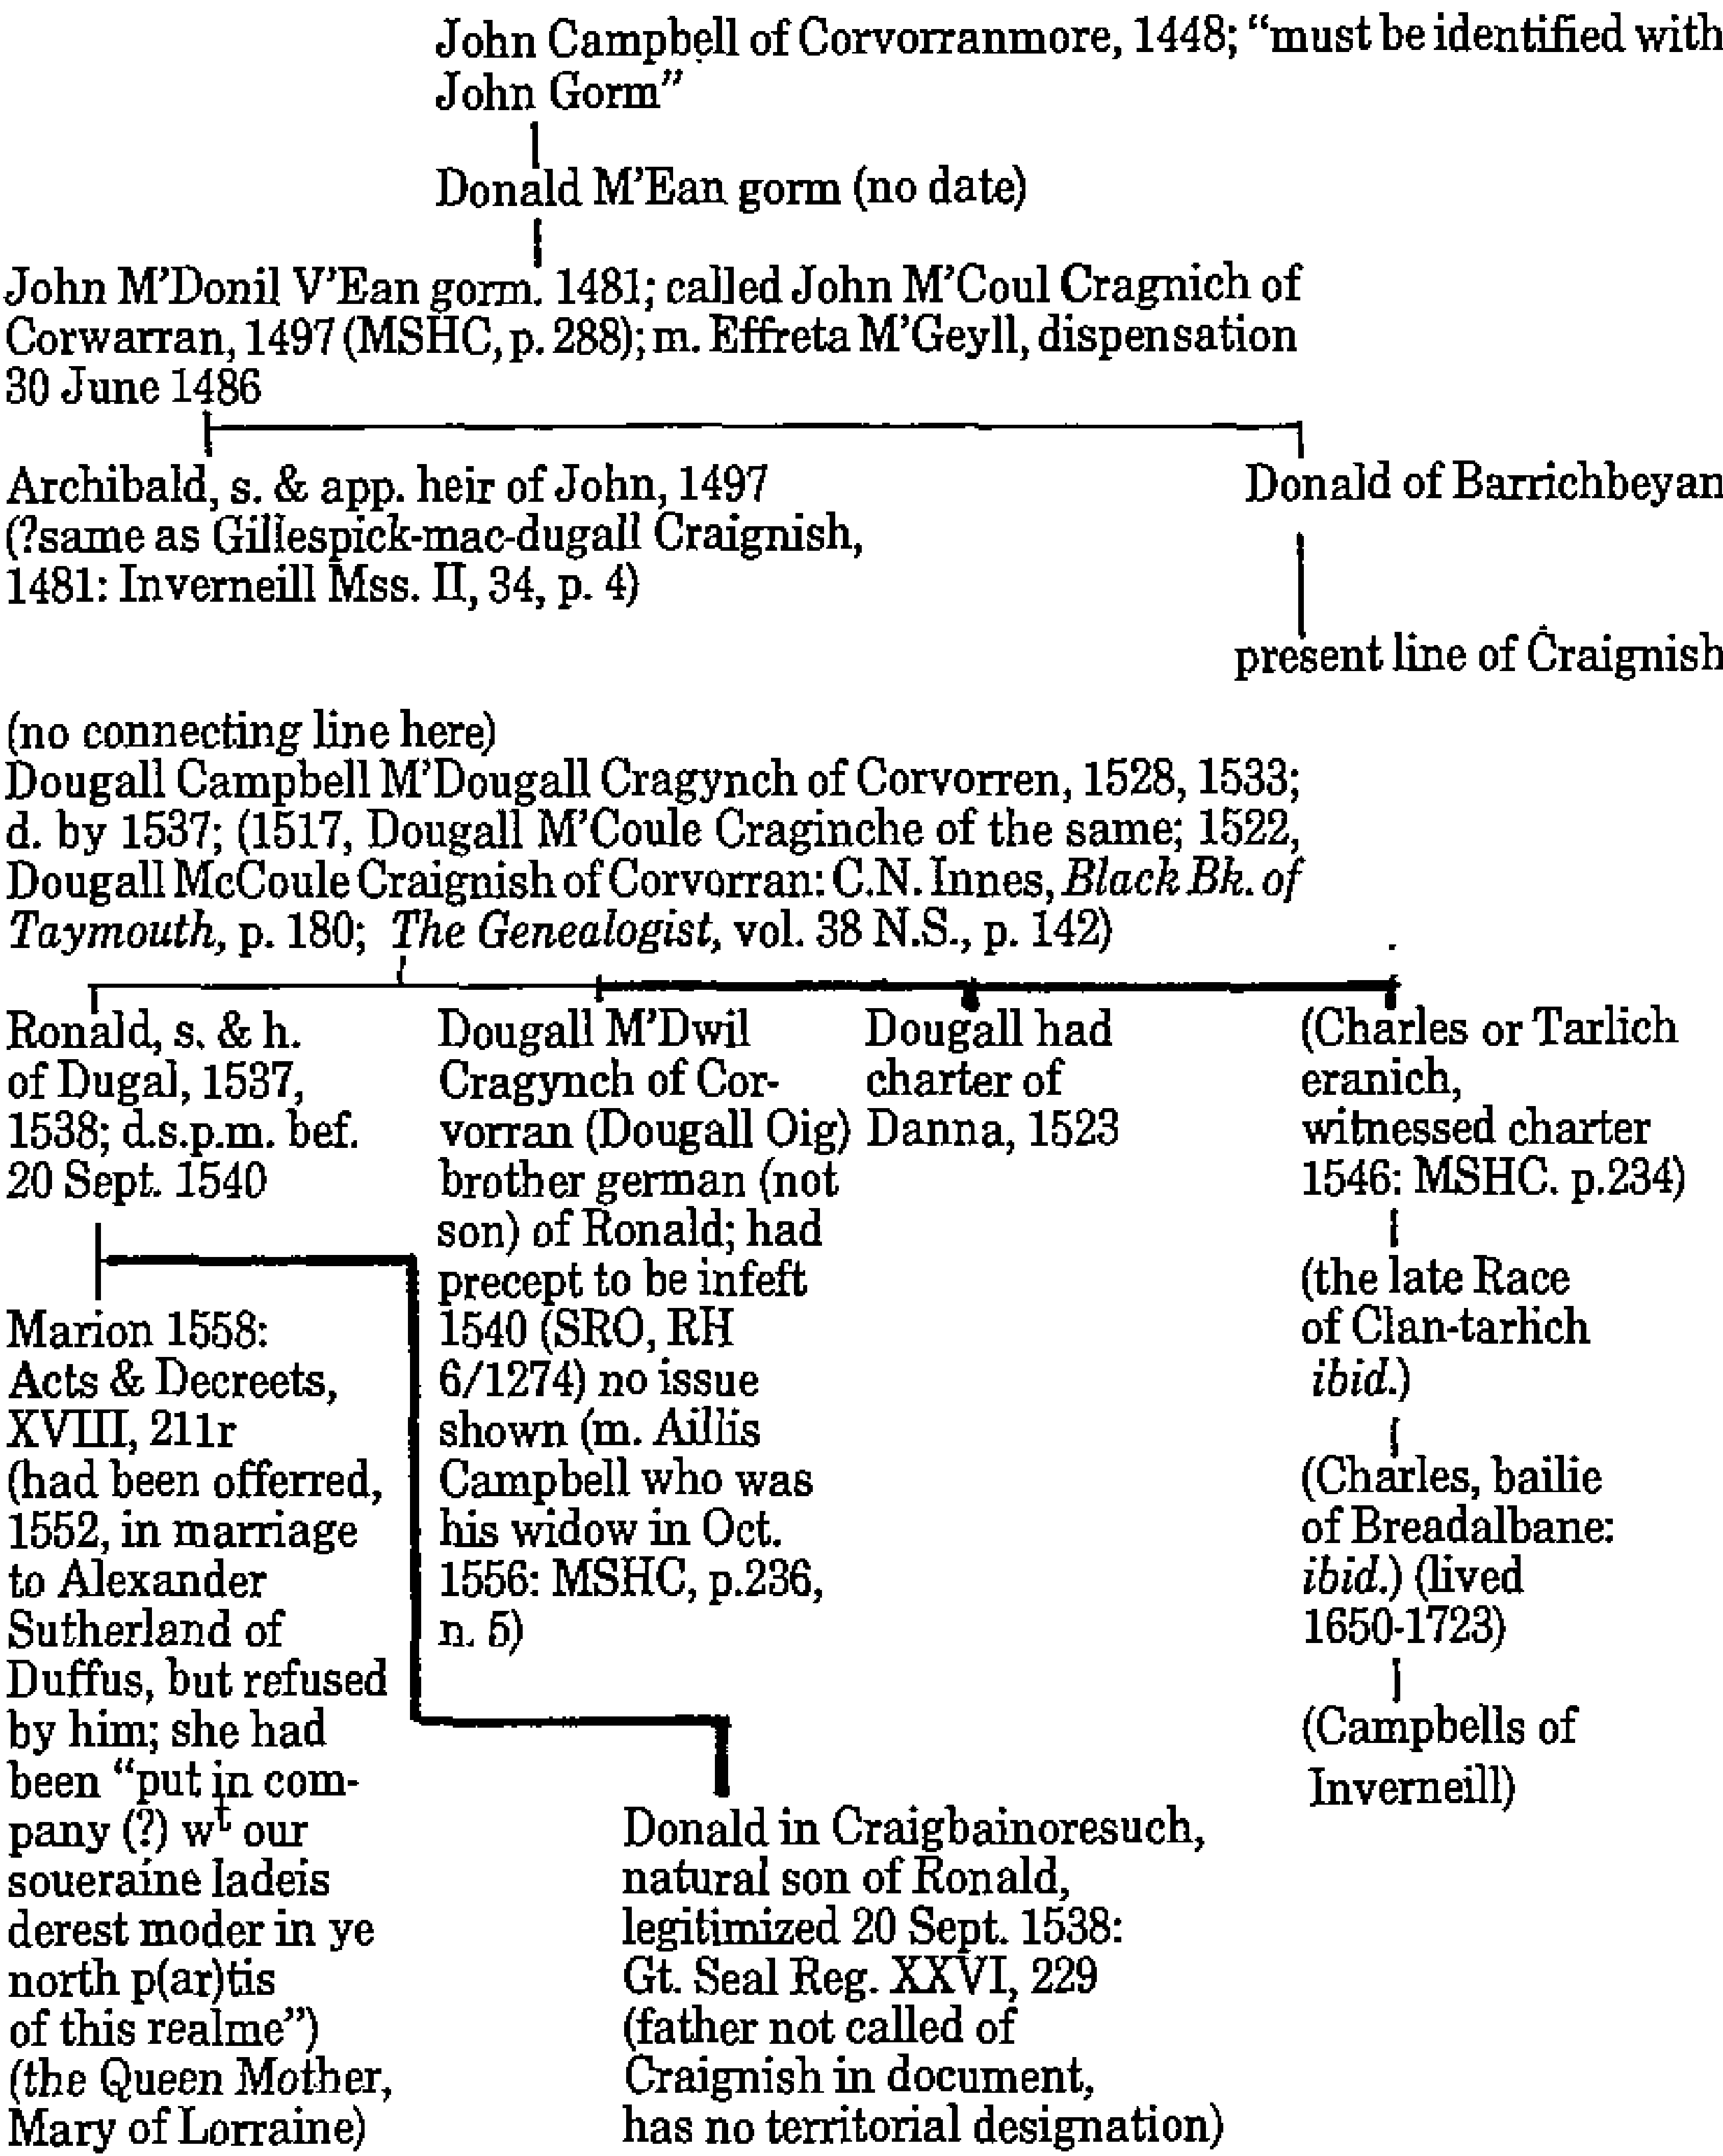 John Campbell of Corvorranmore, 1448; “must be identified with
John Gorm”
Donald M’Ean gorm (no date)
John M’Donil V’Ean gorm. 1481; called John M’Coul Cragnich of
Corwarran, 1497 (MSHC, p. 288); m. Effreta M’Geyll, dispensation
30 June 1486
Archibald, s. & app. heir of John, 1497
(?same as Gillespick-mac-dugall Craignish,
1481: Inverneill Mss. II, 34, p. 4)
Donald of Barrichbeyan
present line of Craignish
(no connecting line here)
Dougall Campbell M’Dougall Cragynch of Corvorren, 1528, 1533;
d. by 1537; (1517, Dougall M’Coule Craginche of the same; 1522,
Dougall McCoule Craignish of Corvorran: C.N. Innes, Black Bk. of
Taymouth, p. 180; The Genealogist, vol. 38 N.S., p. 142)
Ronald, s. & h.
of Dugal, 1537,
1538; d.s.p.m. bef.
20 Sept. 1540
Marion 1558:
Acts & Decreets,
XVIII, 211r
(had been offerred,
1552, in marriage
to Alexander
Sutherland of
Duffus, but refused
by him; she had
been “put in com-
pany (?) wt our
soueraine ladeis
derest moder in ye
north p(ar)tis
of this realme”)
(the Queen Mother,
Mary of Lorraine)
Dougall M’Dwil
Cragynch of Cor-
vorran (Dougall Oig)
brother german (not
son) of Ronald; had
precept to be infeft
1540 (SRO, RH
6/1274) no issue
shown (m. Aillis
Campbell who was
his widow in Oct.
1556: MSHC, p.236,
n. 5)
Dougall had
charter of
Danna, 1523
(Charles or Tarlich
eranich,
witnessed charter
1546: MSHC. p.234)
(the late Race
of Clan-tarlich
ibid.)
(Charles, bailie
of Breadalbane:
ibid.) (lived
1650-1723)
(Campbells of
Inverneill)
Donald in Craigbainoresuch,
natural son of Ronald,
legitimized 20 Sept. 1538:
Gt. Seal Reg. XXVI, 229
(father not called of
Craignish in document,
has no territorial designation)